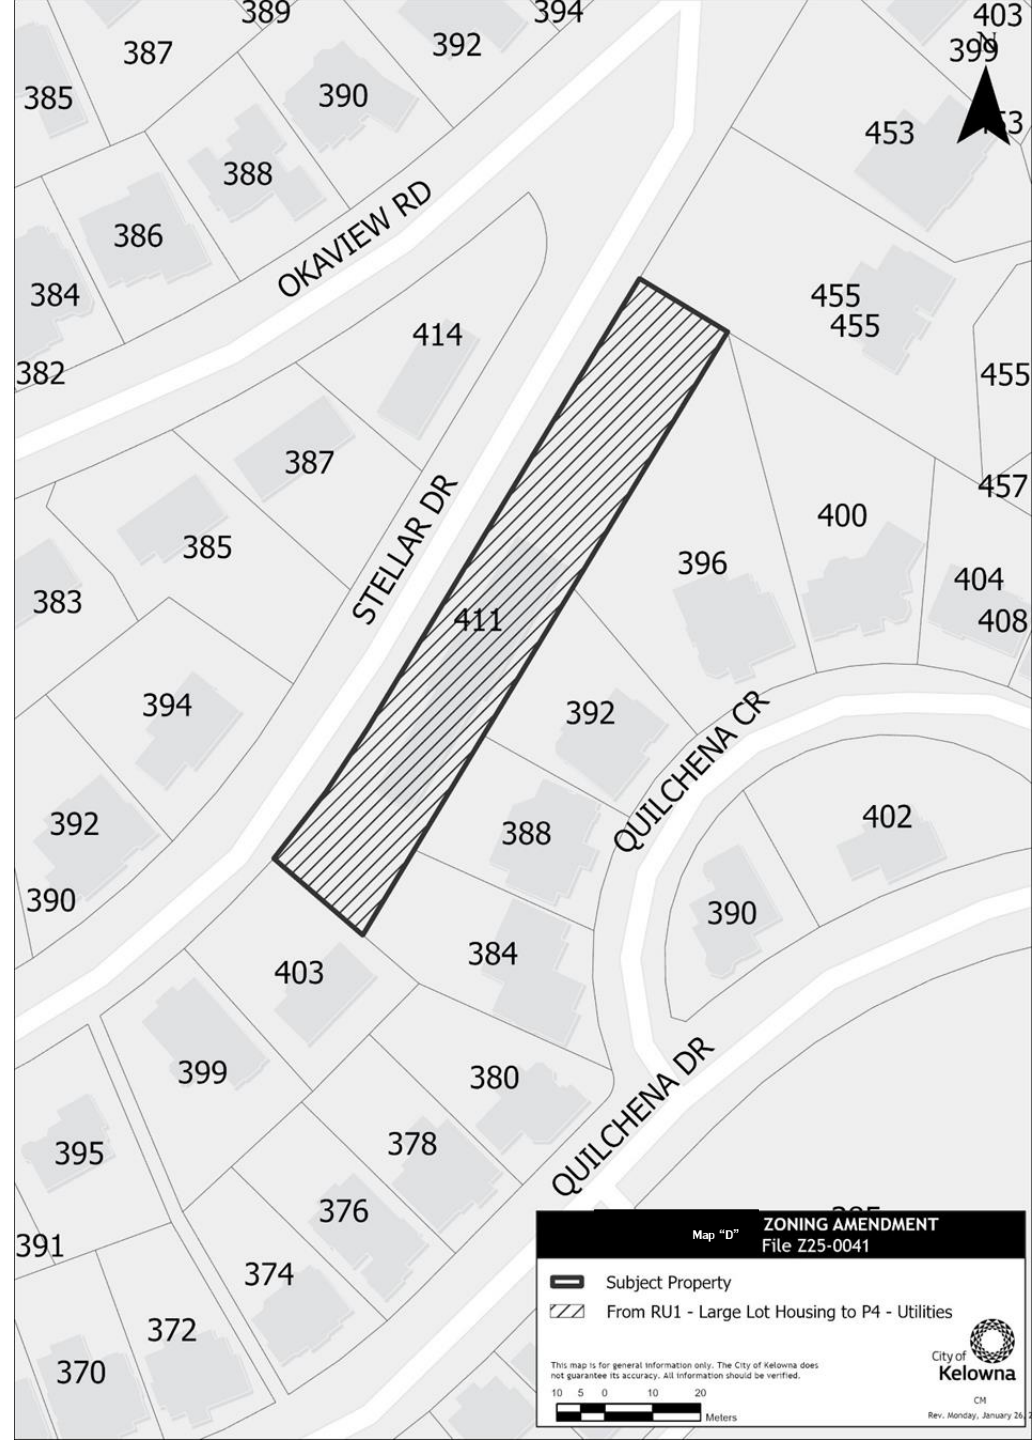 389
394
403
387
392
N
399
385
390
453
53
388
386
OKAVIEW RD
384
455
455
414
382
455
387
STELLAR DR
457
400
385
396
404
383
408
411
394
392
QUILCHENA CR
392
388
402
390
390
384
403
399
380
QUILCHENA DR
395
378
376
391
374
372
370
Map “D”
ZONING AMENDMENT
File Z25-0041
Subject Property
From RU1 - Large Lot Housing to P4 - Utilities
This map is for general information only. The City of Kelowna does
not guarantee its accuracy. All information should be verified.
City of
Kelowna
10 5 0 10 20
Meters
CM
Rev. Monday, January 26, 2